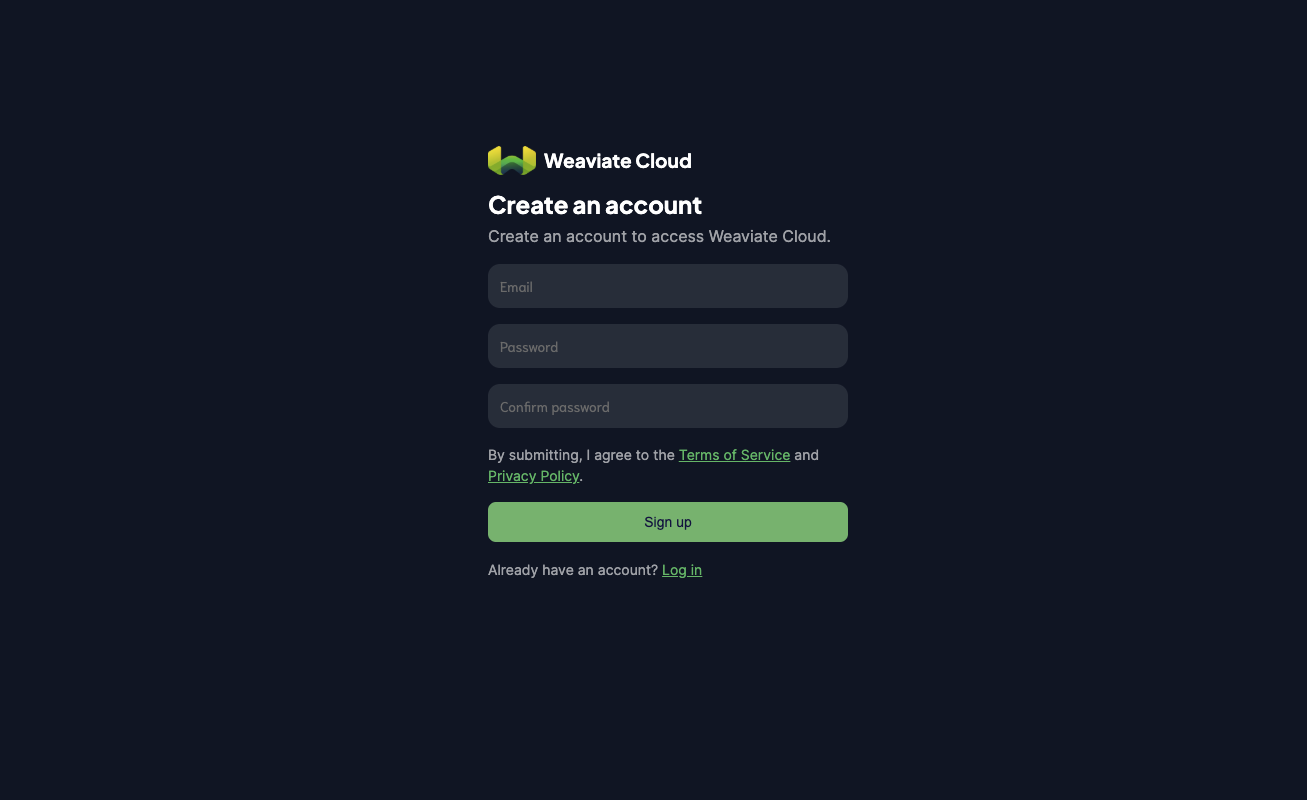 Weaviate Cloud
Create an account
Create an account to access Weaviate Cloud.
Email
Password
Confirm password
By submitting, I agree to the Terms of Service and
Privacy Policy.
Sign up
Already have an account? Log in